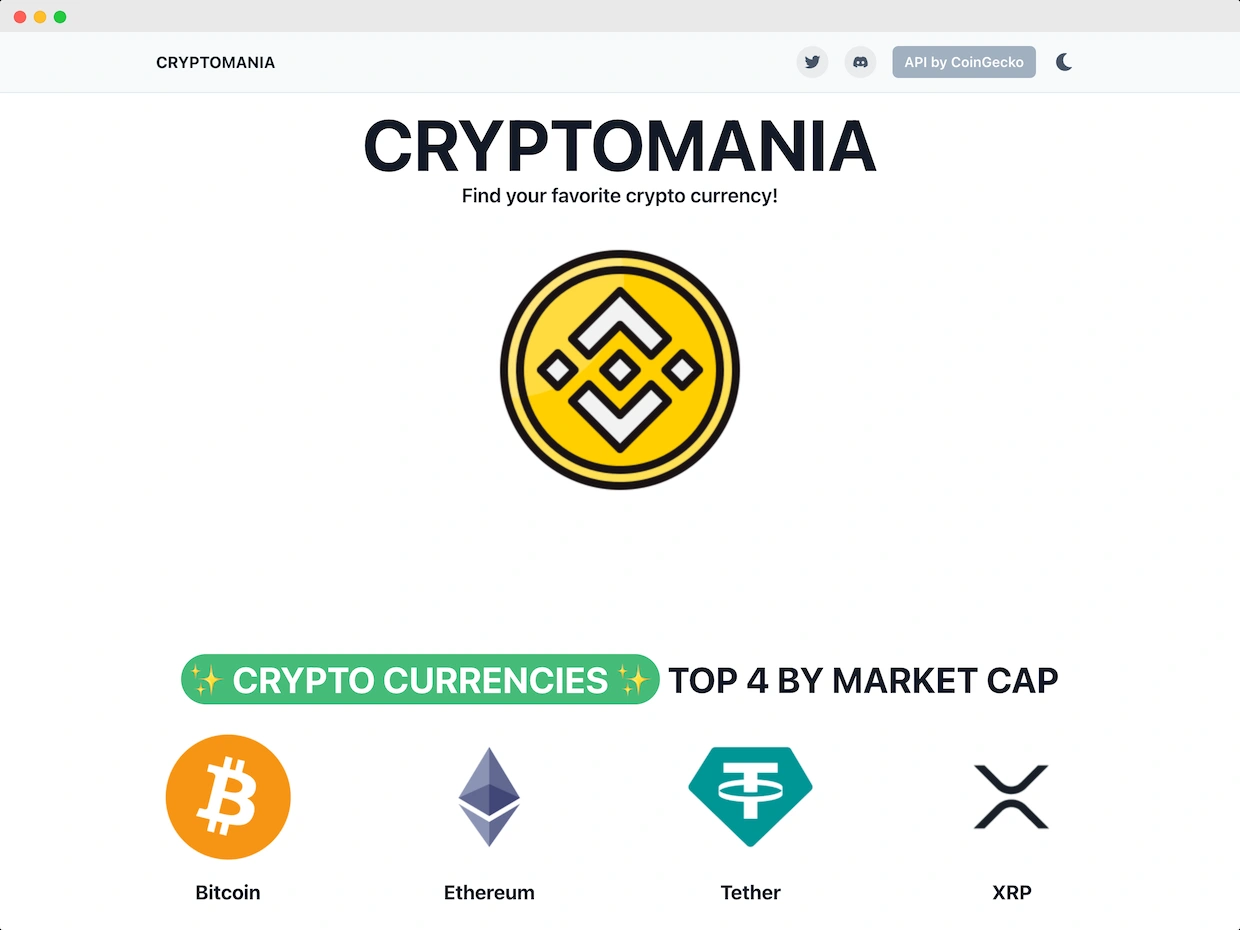 CRYPTOMANIA
API by CoinGecko
CRYPTOMANIA
Find your favorite crypto currency!
✨ CRYPTO CURRENCIES ✨ TOP 4 BY MARKET CAP
Bitcoin
Ethereum
Tether
XRP